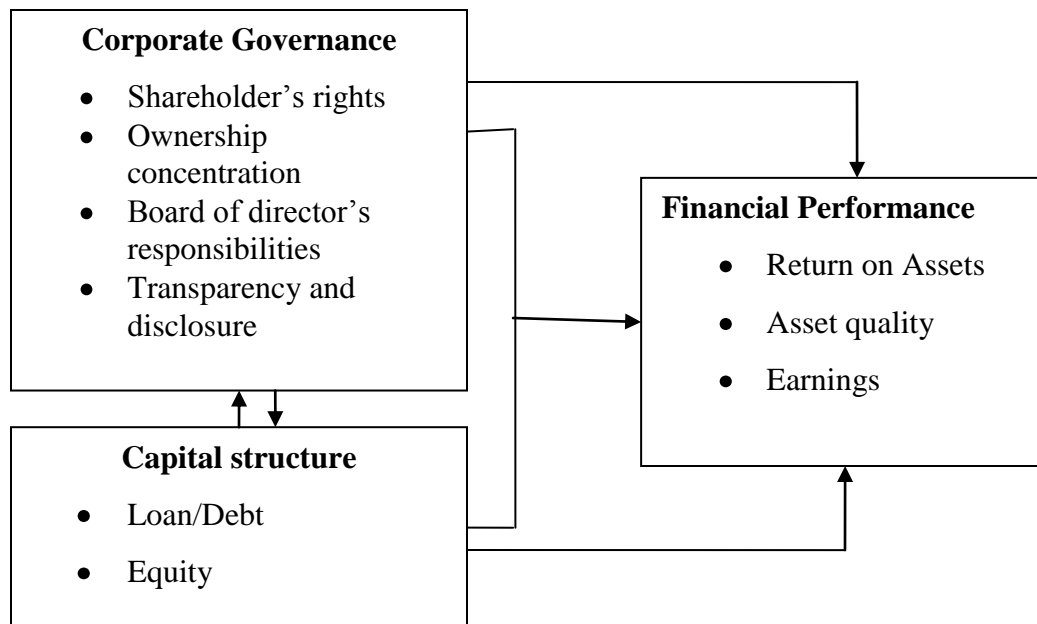 Corporate Governance
● Shareholder’s rights
● Ownership
concentration
● Board of director’s
responsibilities
● Transparency and
disclosure
Financial Performance
● Return on Assets
● Asset quality
● Earnings
Capital structure
● Loan/Debt
● Equity